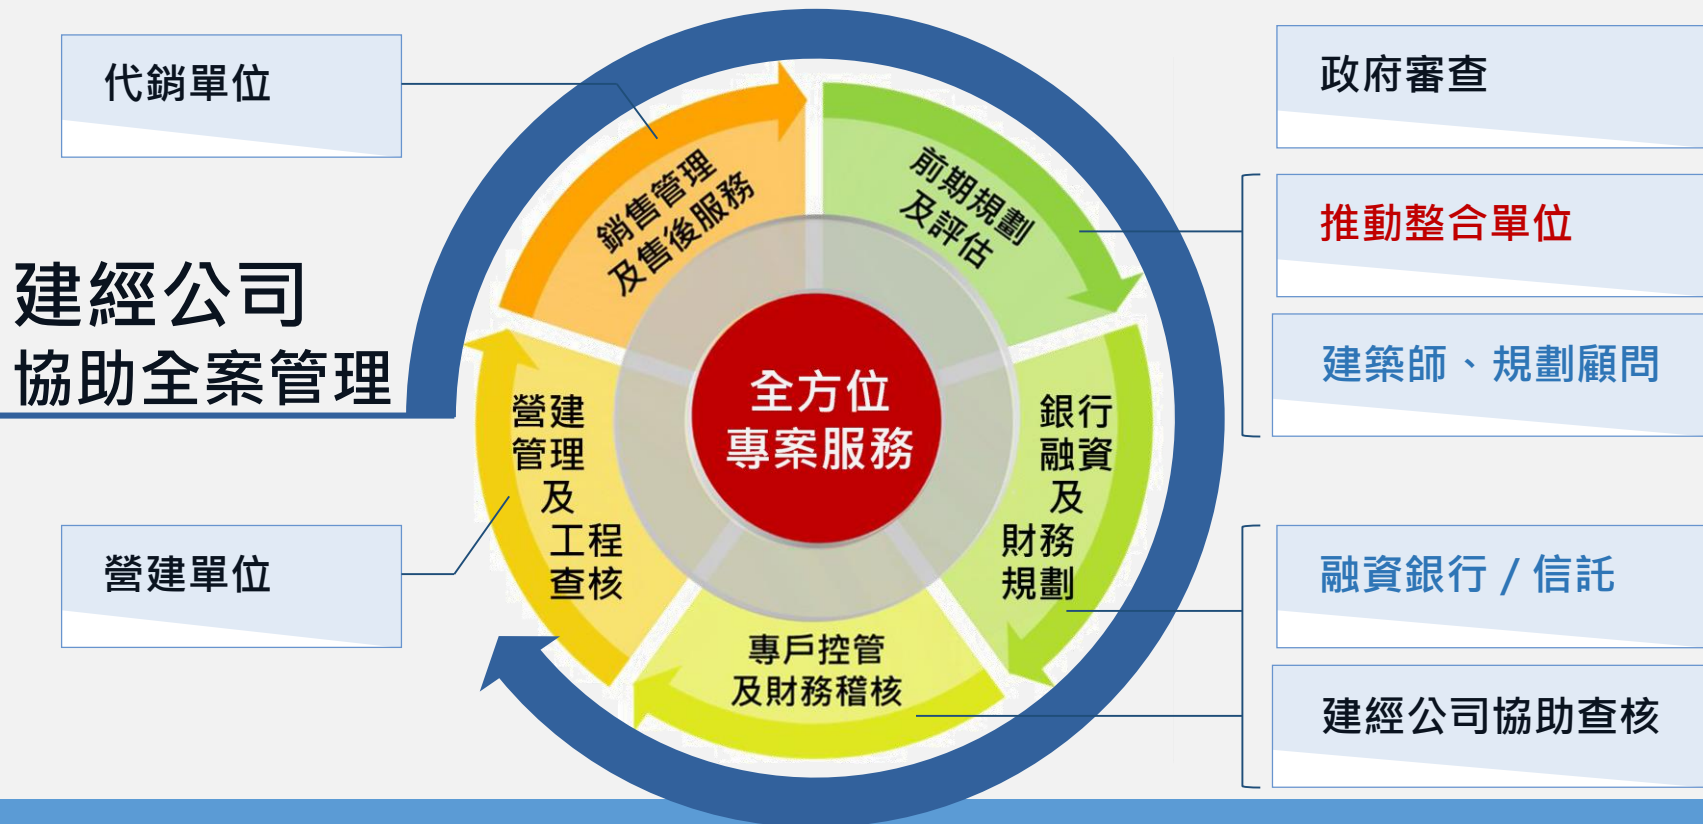 代銷單位
建經公司
協助全案管理
營建單位
銷售管理
及售後服務
前期規劃
及評估
銀行
融資
及
財務
規劃
專戶控管
及財務稽核
營建
管理
及
工程
查核
全方位
專案服務
政府審查
推動整合單位
建築師、規劃顧問
融資銀行 / 信託
建經公司協助查核